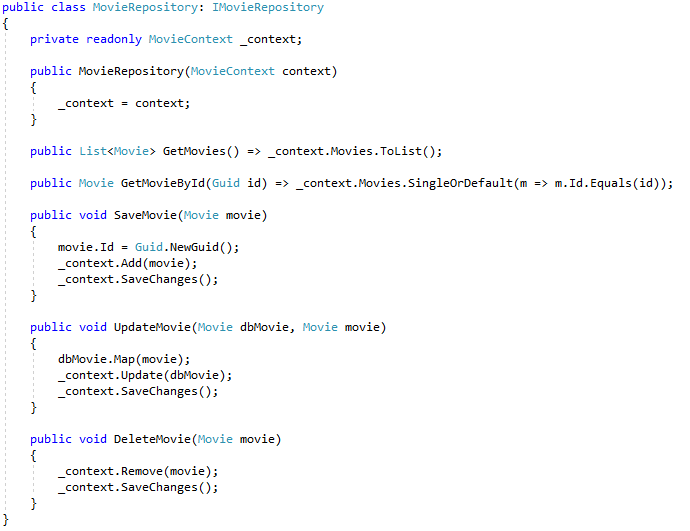 public class MovieRepository: IMovieRepository
{
    private readonly MovieContext _context;

    public MovieRepository(MovieContext context)
    {
        _context = context;
    }

    public List<Movie> GetMovies() => _context.Movies.ToList();

    public Movie GetMovieById(Guid id) => _context.Movies.SingleOrDefault(m => m.Id.Equals(id));

    public void SaveMovie(Movie movie)
    {
        movie.Id = Guid.NewGuid();
        _context.Add(movie);
        _context.SaveChanges();
    }

    public void UpdateMovie(Movie dbMovie, Movie movie)
    {
        dbMovie.Map(movie);
        _context.Update(dbMovie);
        _context.SaveChanges();
    }

    public void DeleteMovie(Movie movie)
    {
        _context.Remove(movie);
        _context.SaveChanges();
    }
}